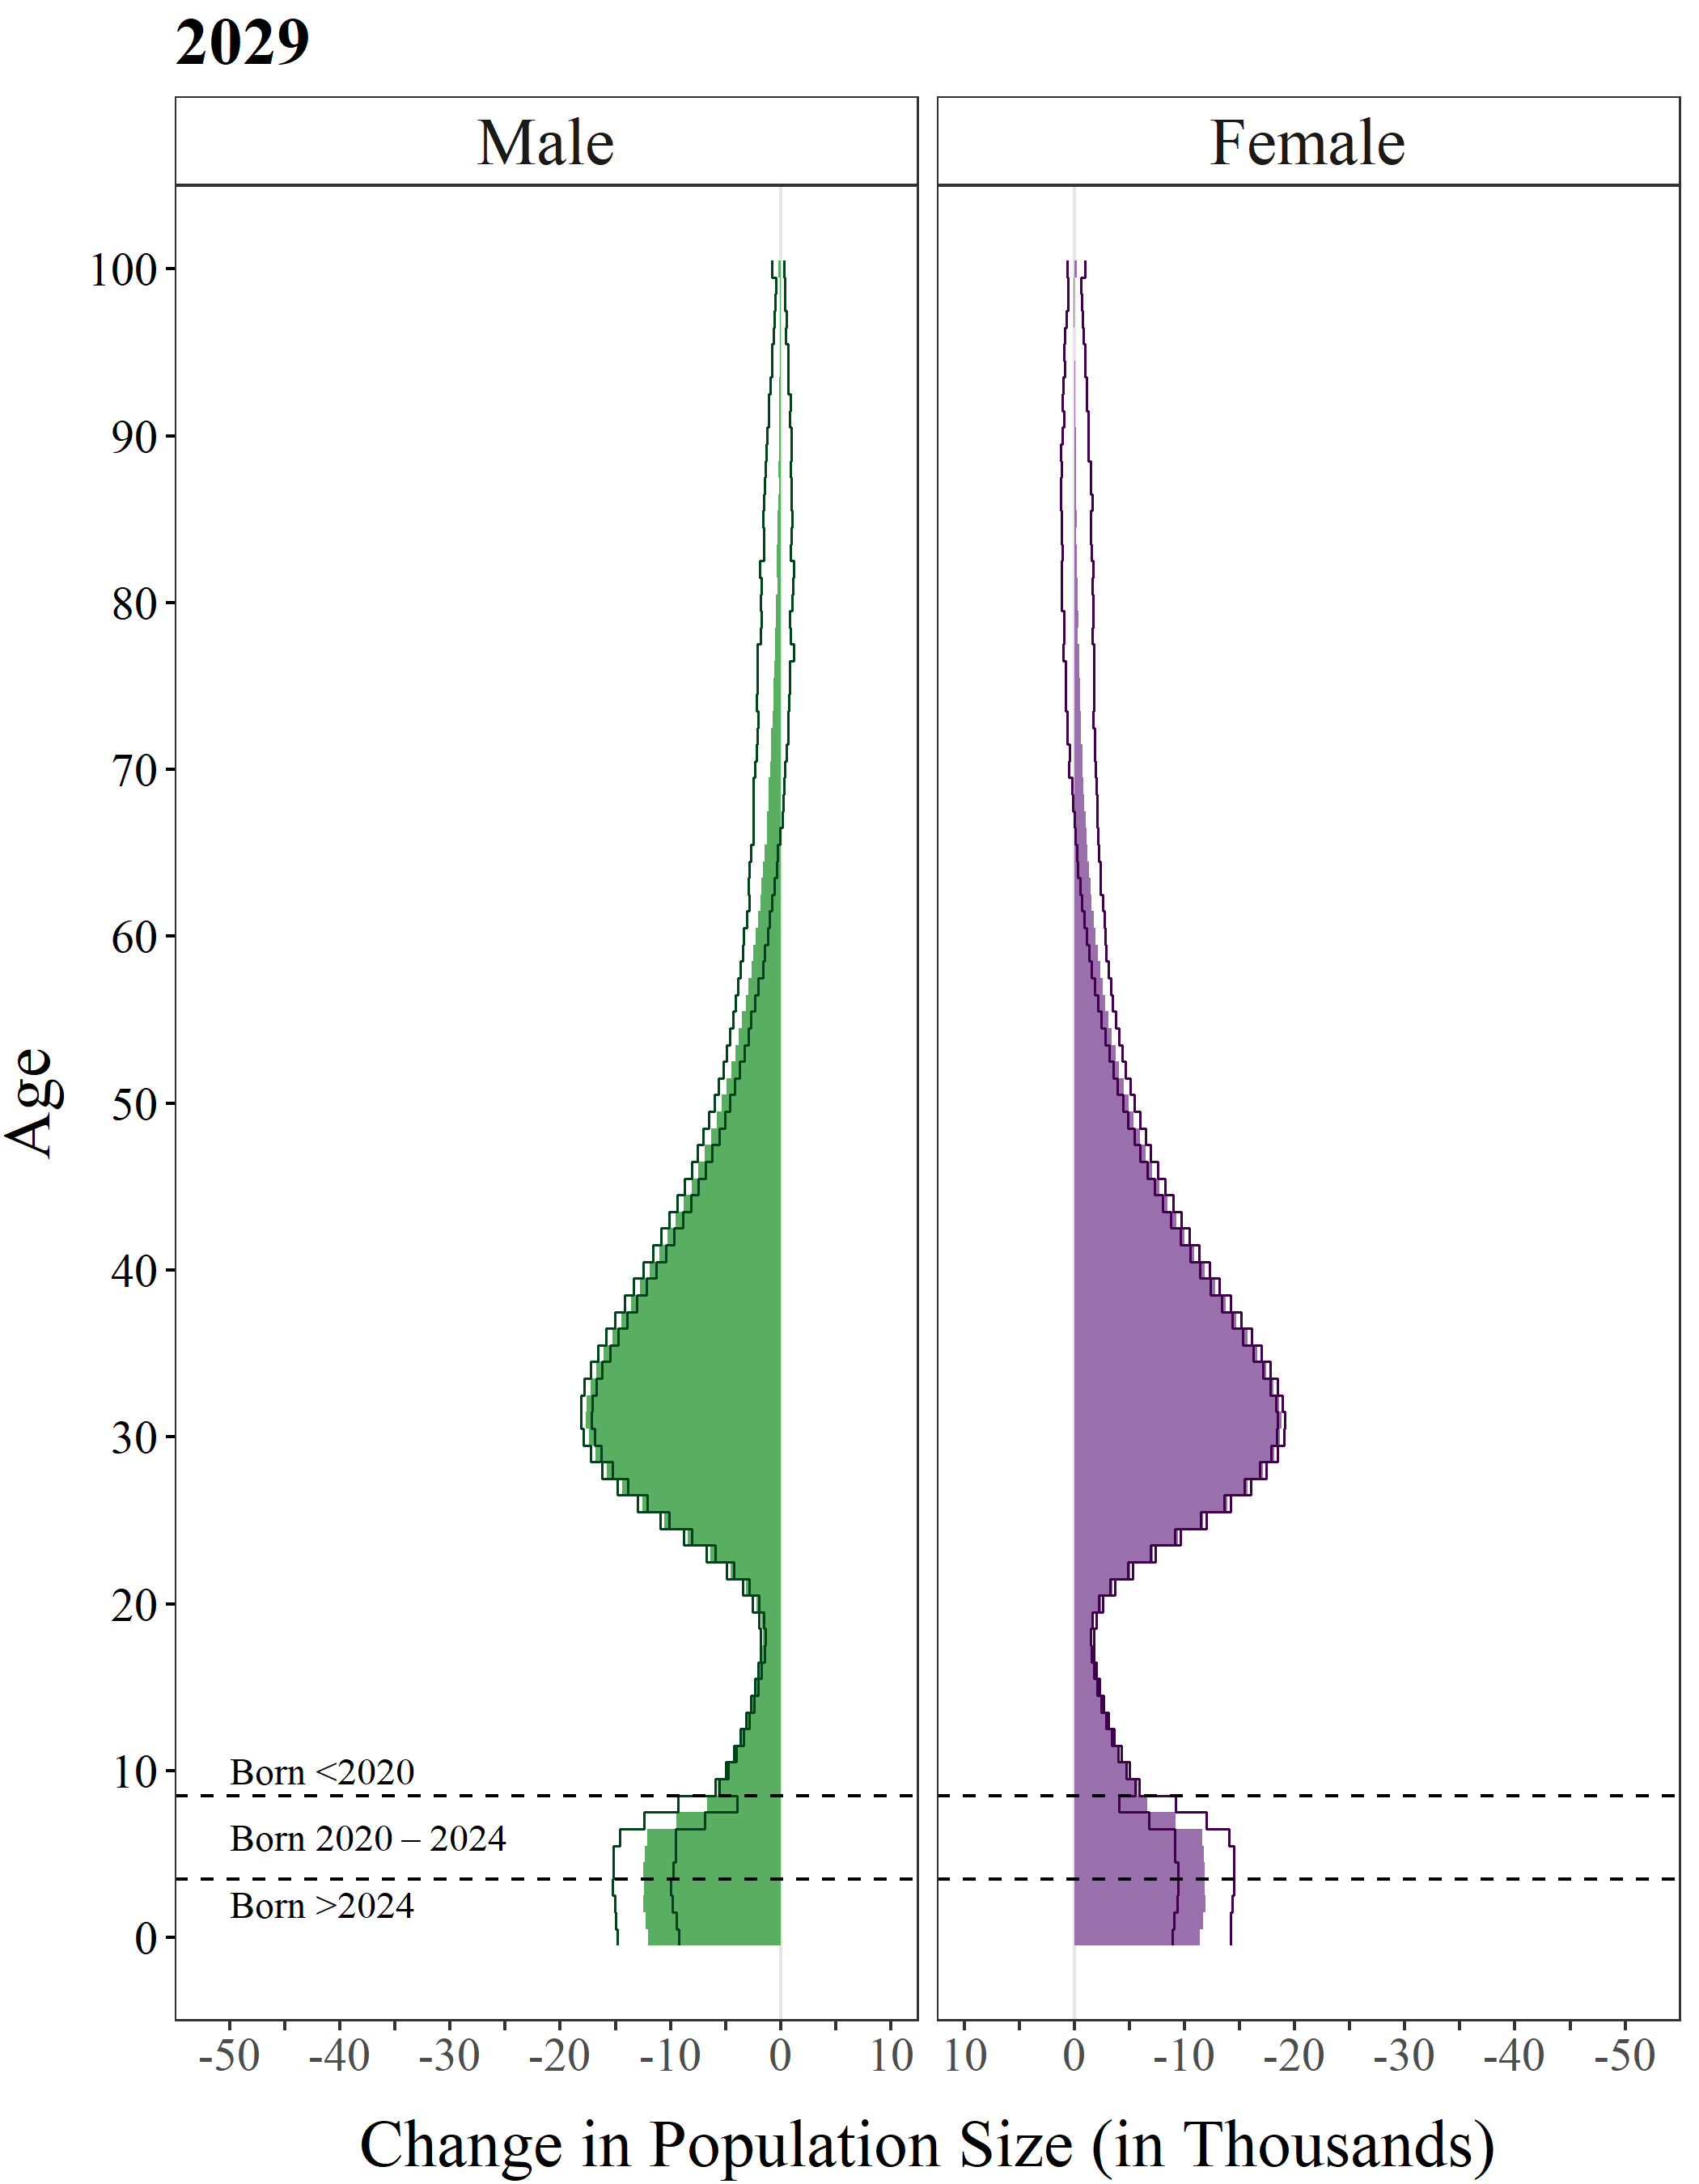 2029
Male
Female
Age
100
90
80
70
60
50
40
30
20
10
0
Born <2020
Born 2020 – 2024
Born >2024
-50 -40 -30 -20 -10 0 10
10 0 -10 -20 -30 -40 -50
Change in Population Size (in Thousands)